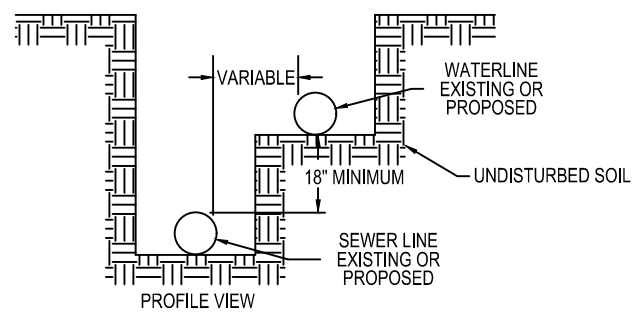 VARIABLE
WATERLINE
EXISTING OR
PROPOSED
18" MINIMUM
UNDISTURBED SOIL
SEWER LINE
EXISTING OR
PROPOSED
PROFILE VIEW